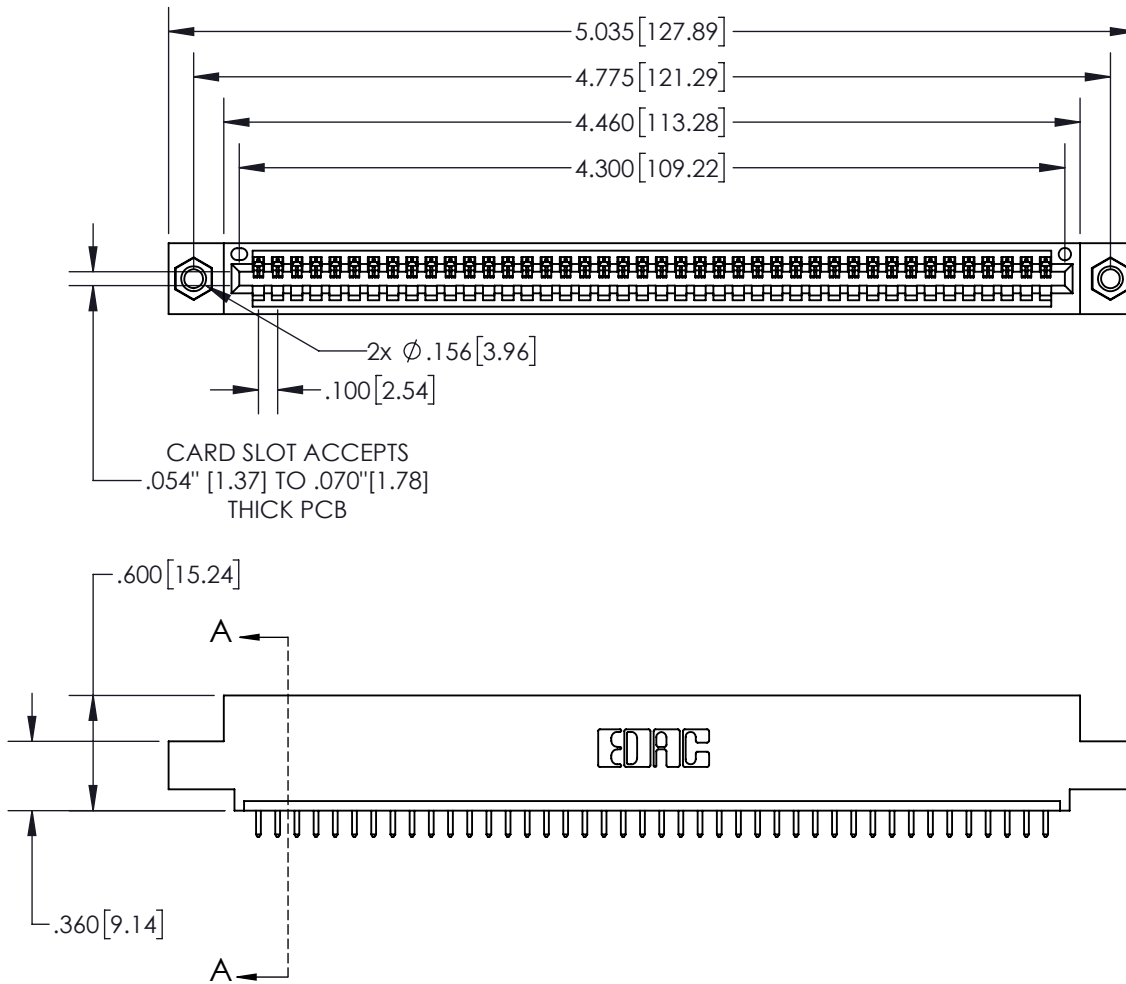 5.035[127.89]
4.775[121.29]
4.460[113.28]
4.300[109.22]
2x Ø .156[3.96]
.100[2.54]
CARD SLOT ACCEPTS
.054" [1.37] TO .070"[1.78]
THICK PCB
.600[15.24]
A
EDAC
.360[9.14]
A